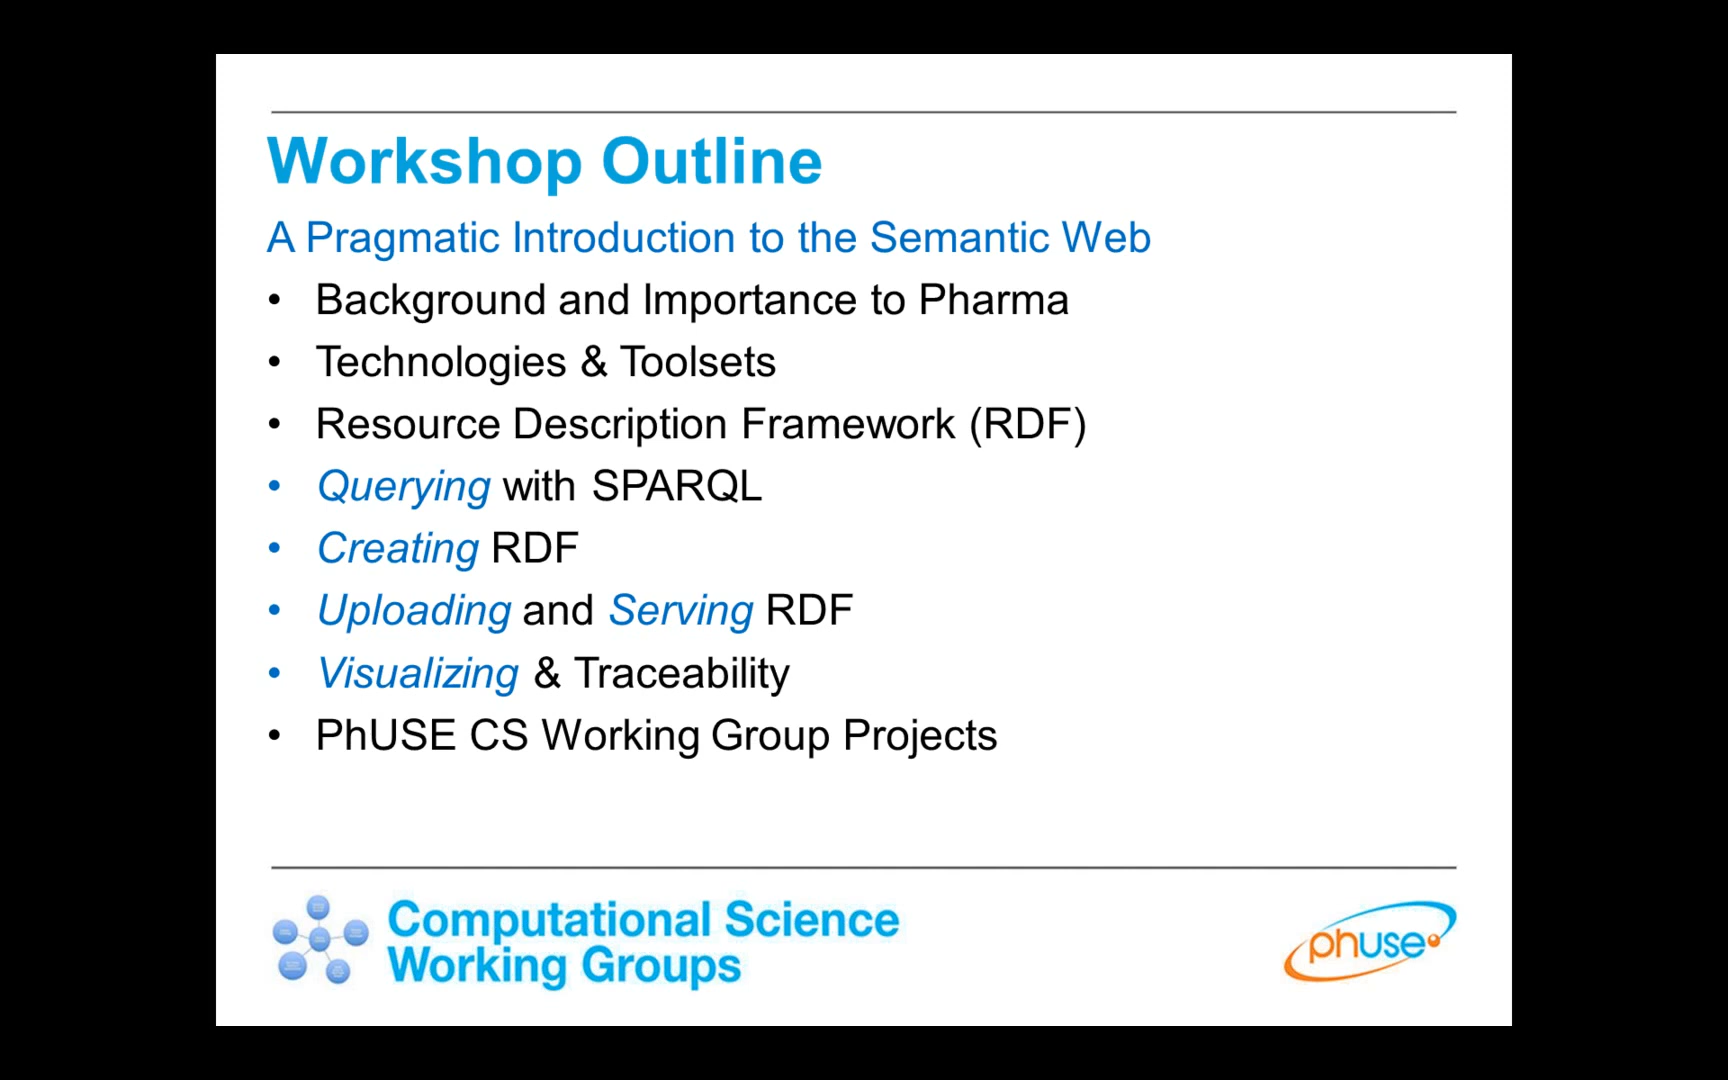 Workshop Outline
A Pragmatic Introduction to the Semantic Web
• Background and Importance to Pharma
• Technologies & Toolsets
• Resource Description Framework (RDF)
• Querying with SPARQL
• Creating RDF
• Uploading and Serving RDF
• Visualizing & Traceability
• PhUSE CS Working Group Projects
Computational Science
Working Groups
phuse